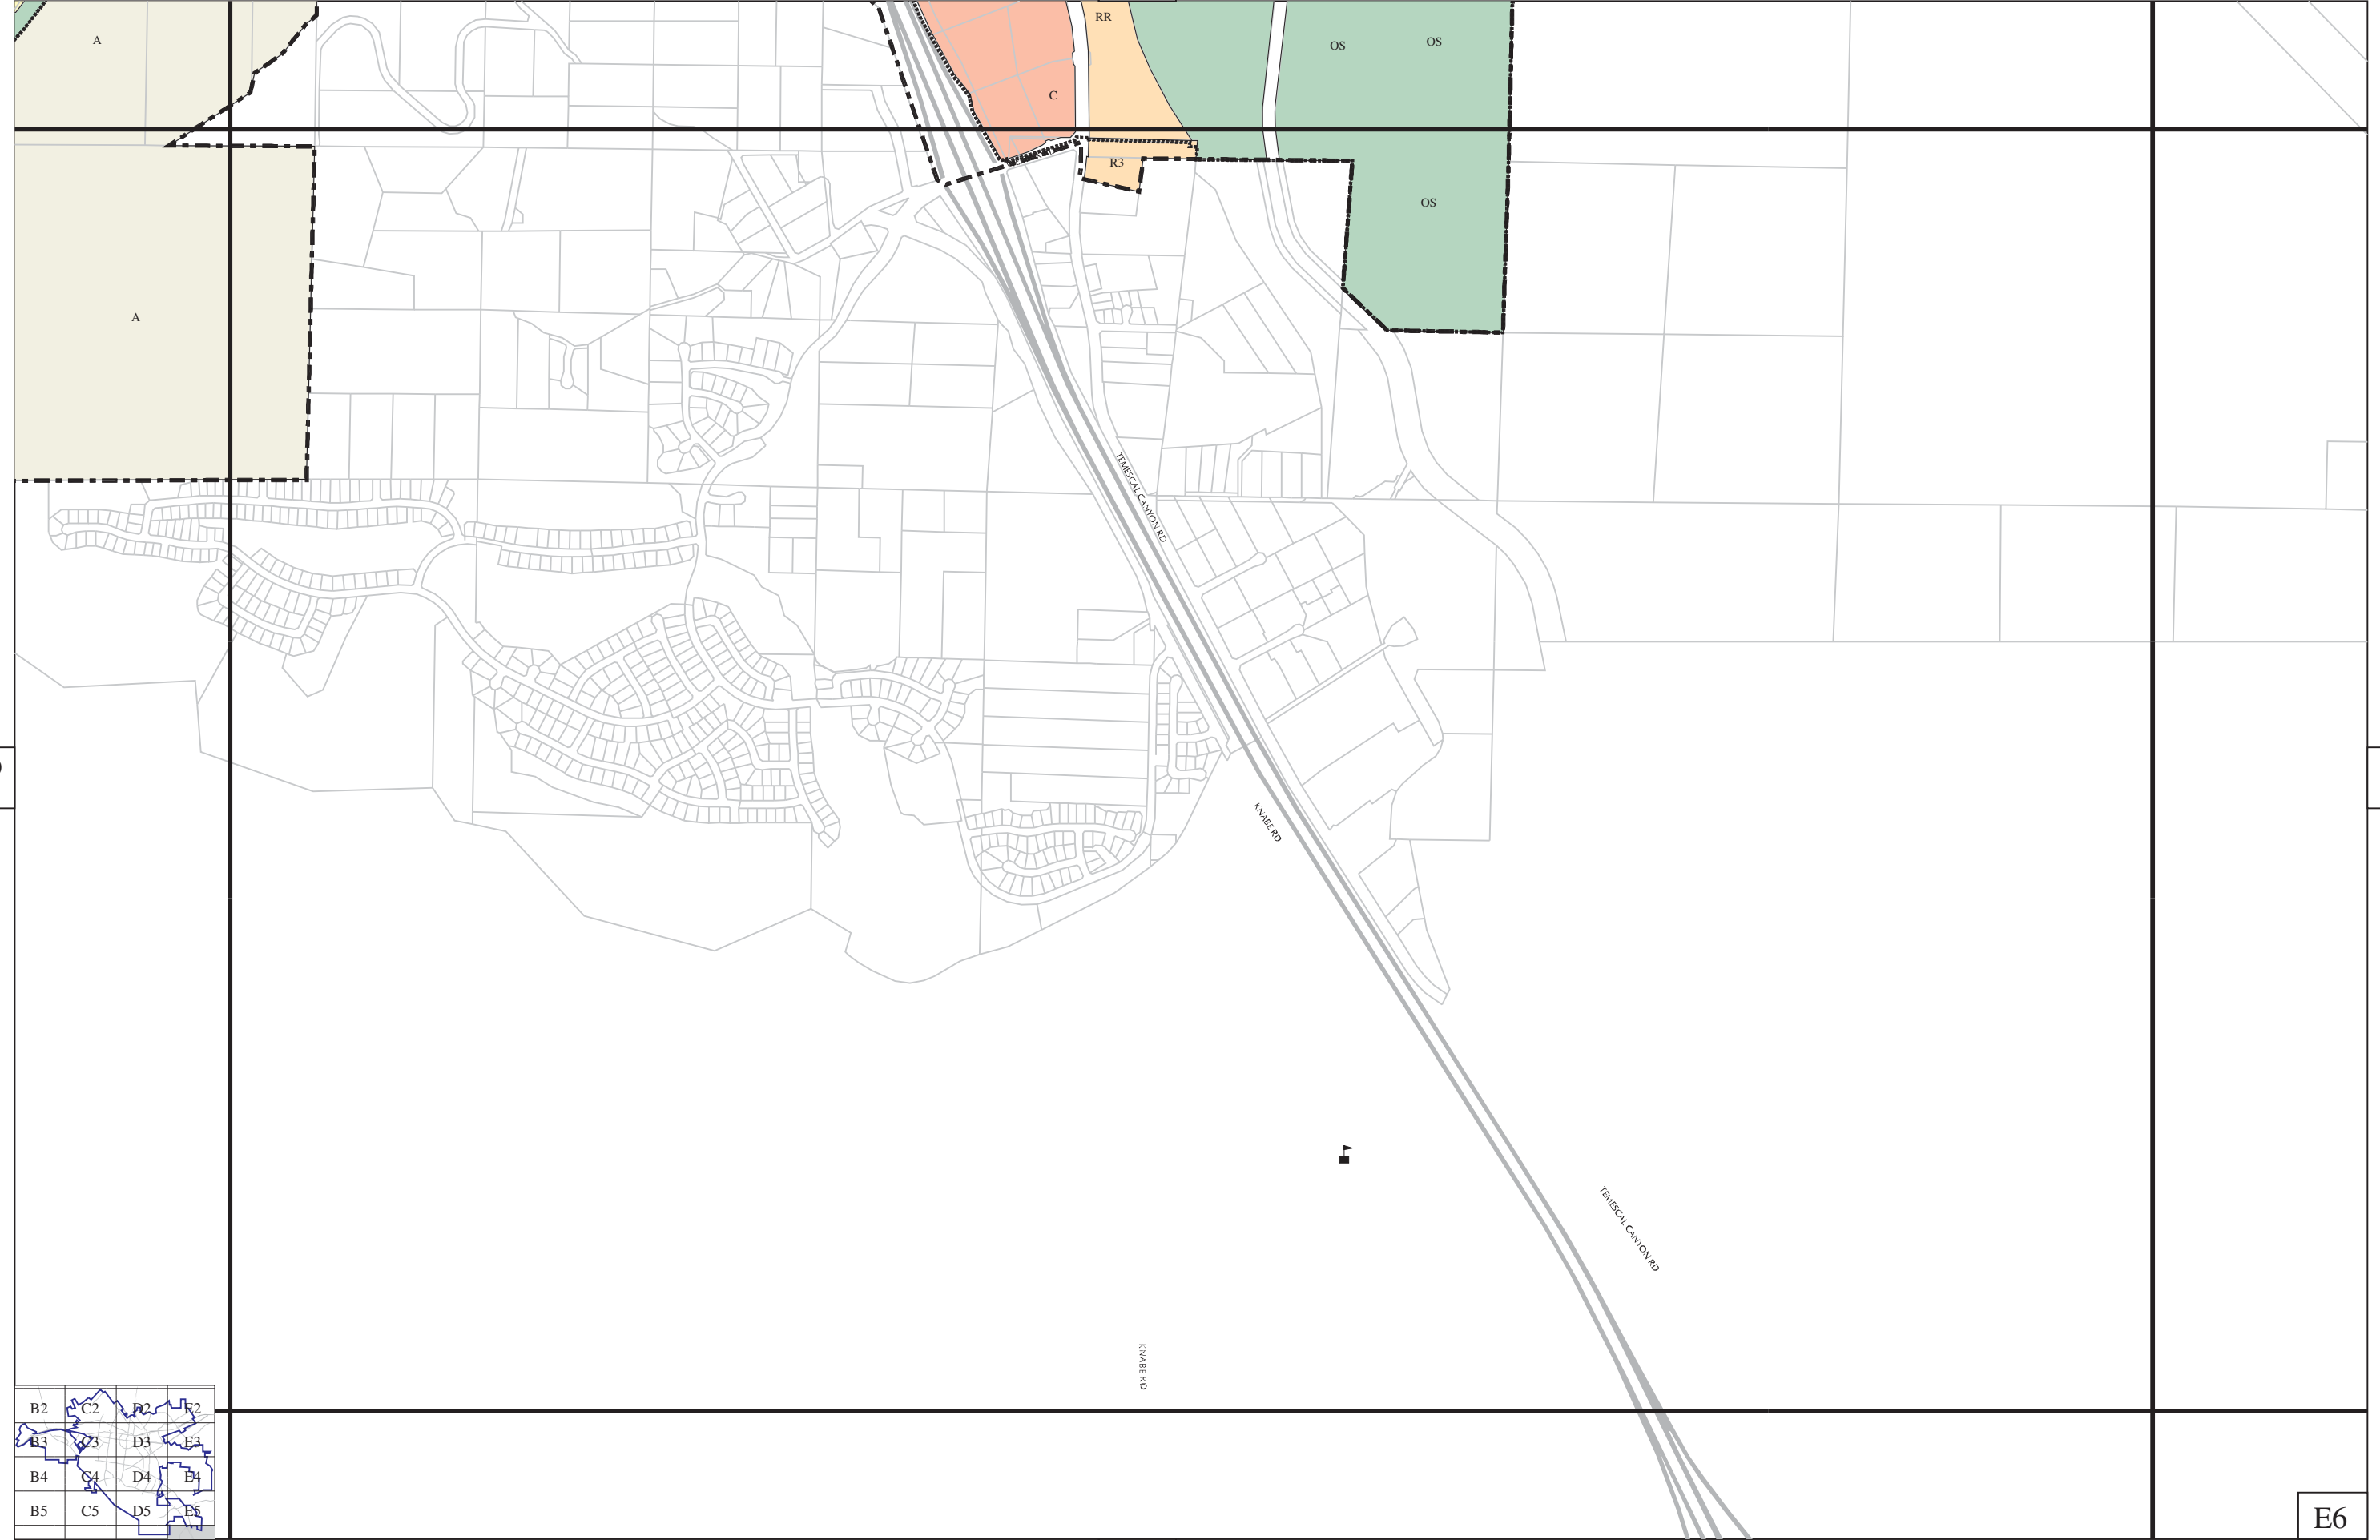 RR
A
OS
OS
C
R3
OS
A
TEMESCAL CANYON RD
KNABE RD
TEMESCAL CANYON RD
KNABE RD
B2 C2 D2 E2
B3 C3 D3 E3
B4 C4 D4 E4
B5 C5 D5 E5
E6